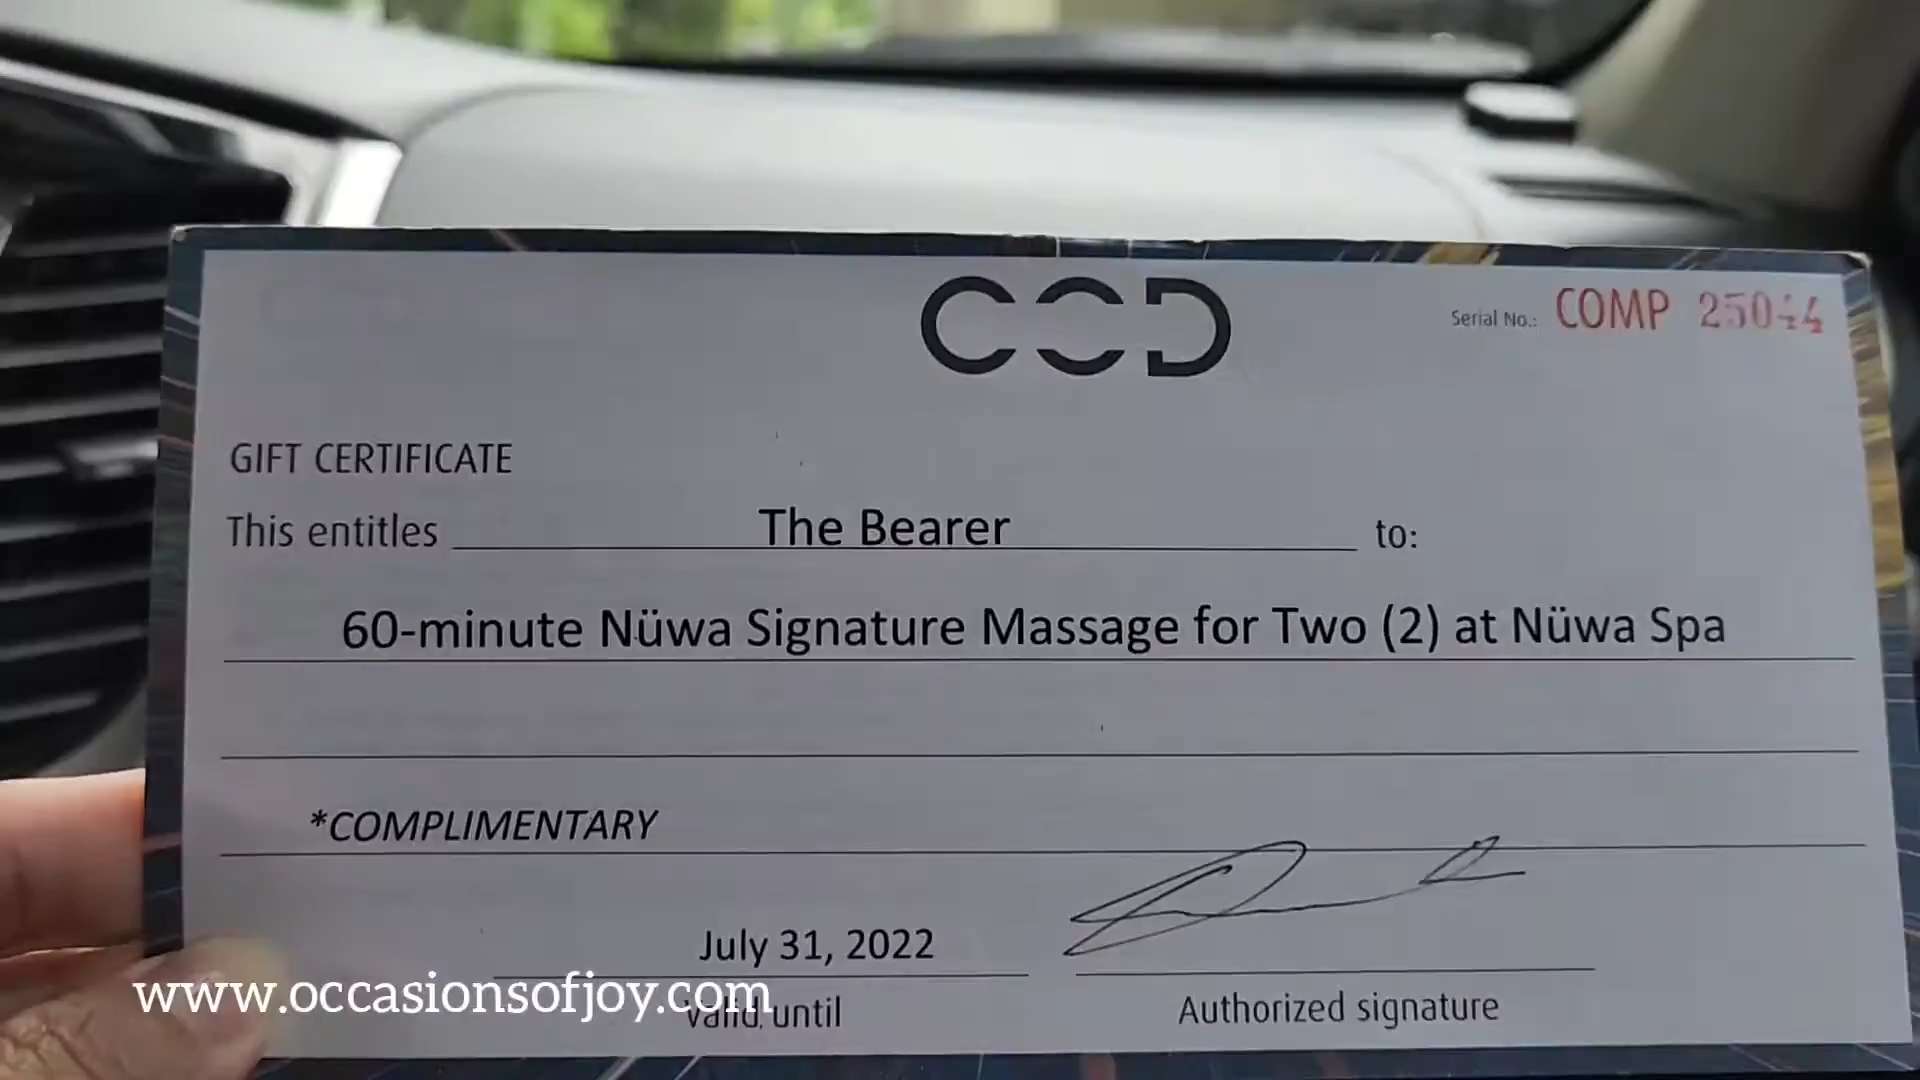 COD
Serial No.: COMP 25044
GIFT CERTIFICATE
This entitles The Bearer to:
60-minute Nüwa Signature Massage for Two (2) at Nüwa Spa
*COMPLIMENTARY
July 31, 2022
www.occasionsofjoy.com
Valid until
Authorized signature